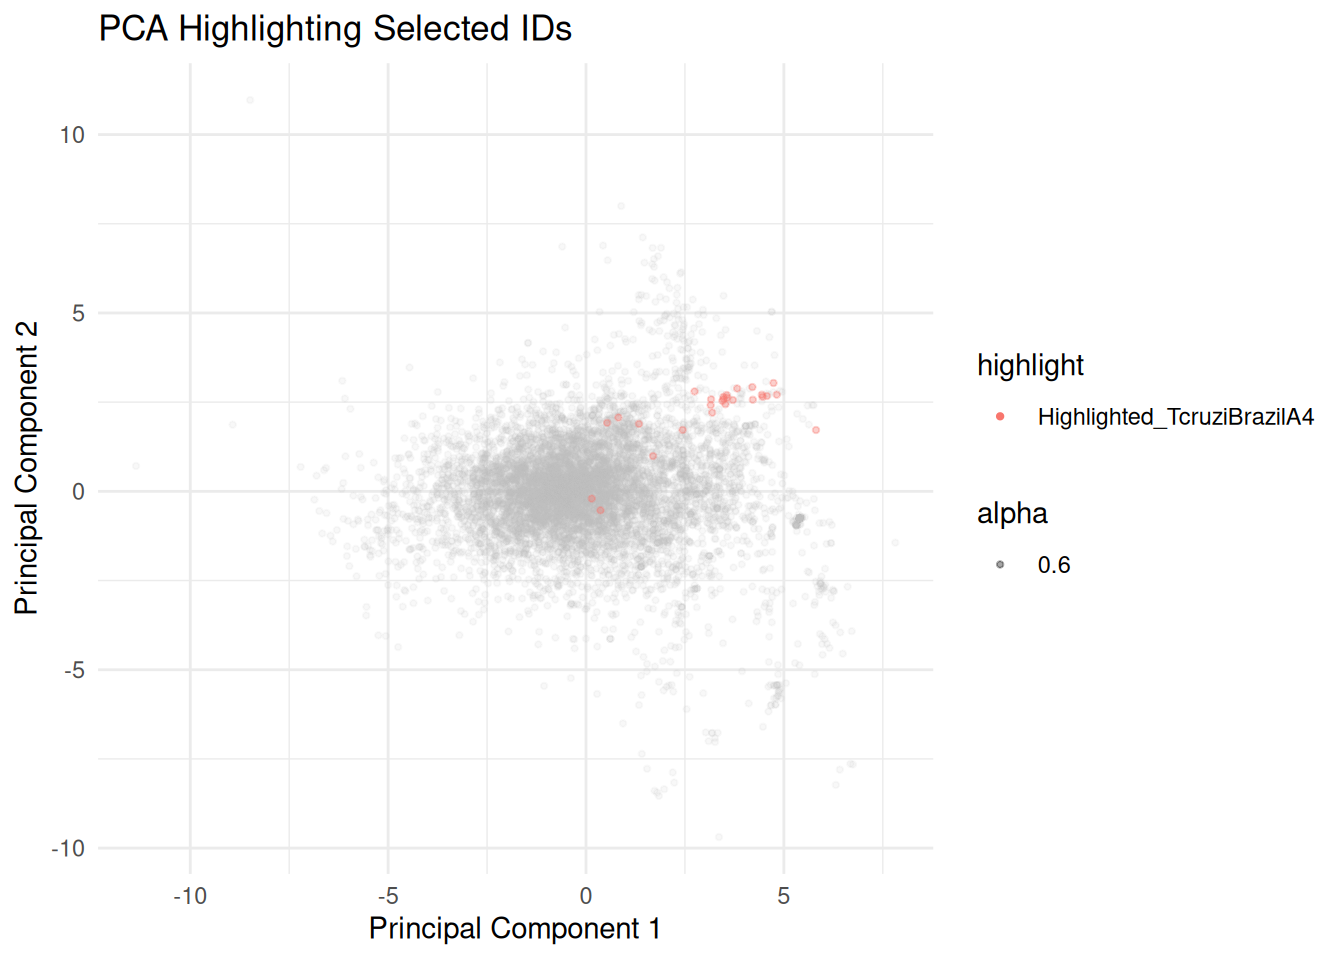 PCA Highlighting Selected IDs
10
5
0
-5
-10
Principal Component 2
-10
-5
0
5
Principal Component 1
highlight
Highlighted_TcruziBrazilA4
alpha
0.6